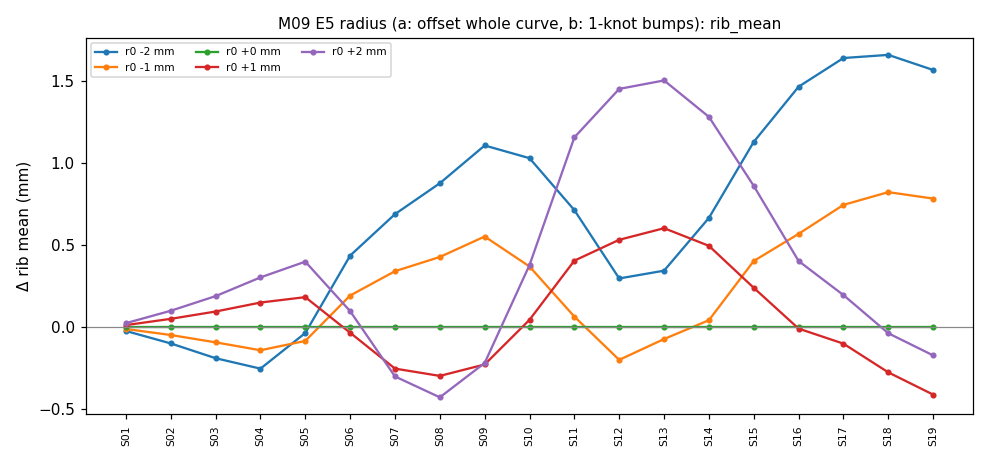 M09 E5 radius (a: offset whole curve, b: 1-knot bumps): rib_mean
r0 -2 mm
r0 +0 mm
r0 +2 mm
r0 -1 mm
r0 +1 mm
Δ rib mean (mm)
1.5
1.0
0.5
0.0
−0.5
S01
S02
S03
S04
S05
S06
S07
S08
S09
S10
S11
S12
S13
S14
S15
S16
S17
S18
S19